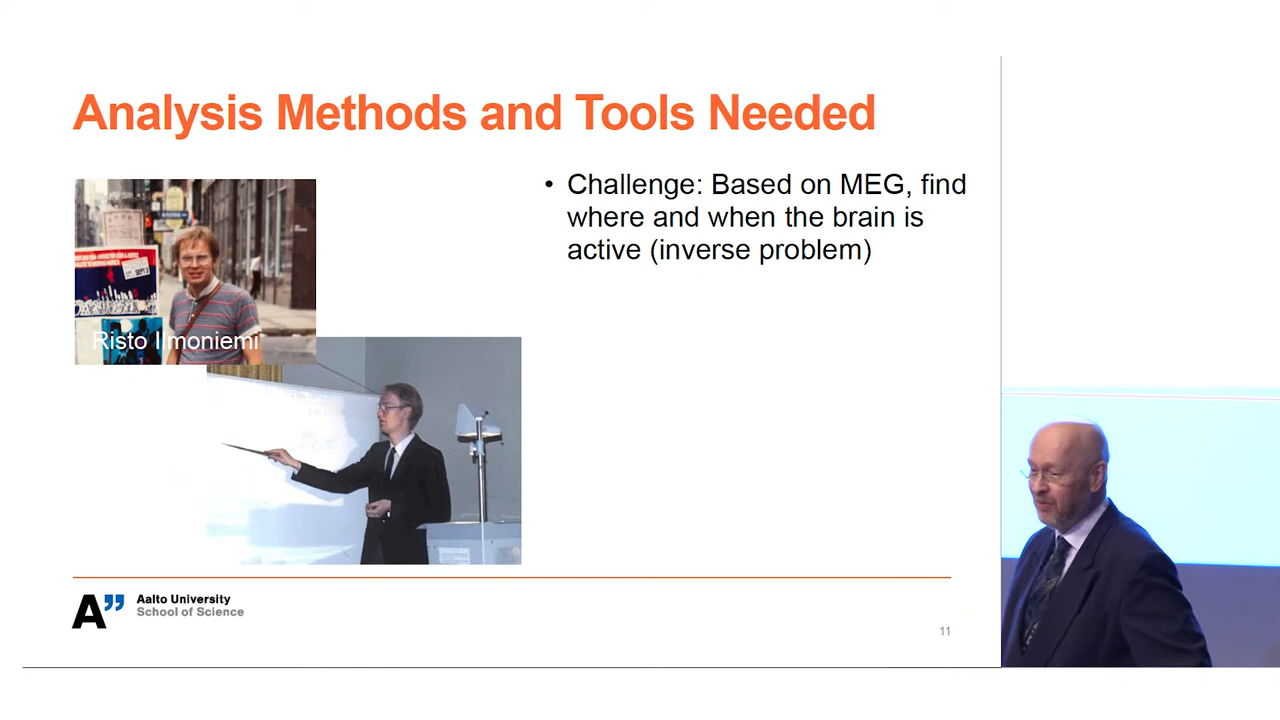 Analysis Methods and Tools Needed
• Challenge: Based on MEG, find
where and when the brain is
active (inverse problem)
Risto Ilmoniemi
A”
Aalto University
School of Science
11